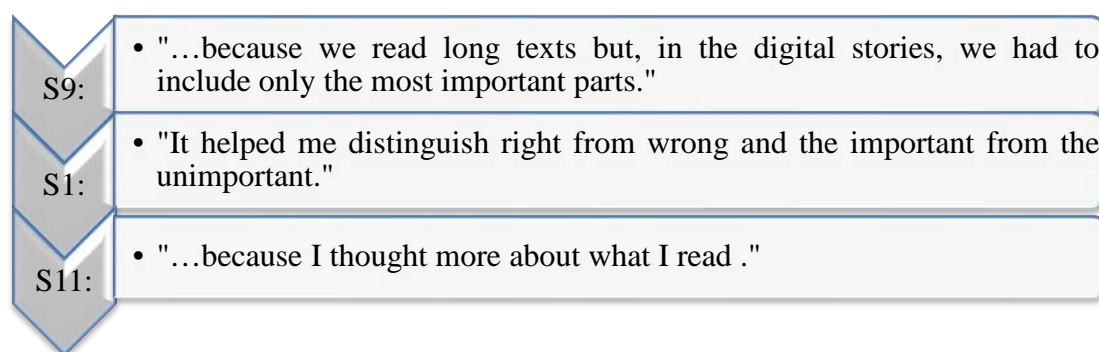 S9:
• "…because we read long texts but, in the digital stories, we had to
include only the most important parts."
S1:
• "It helped me distinguish right from wrong and the important from the
unimportant."
S11:
• "…because I thought more about what I read ."